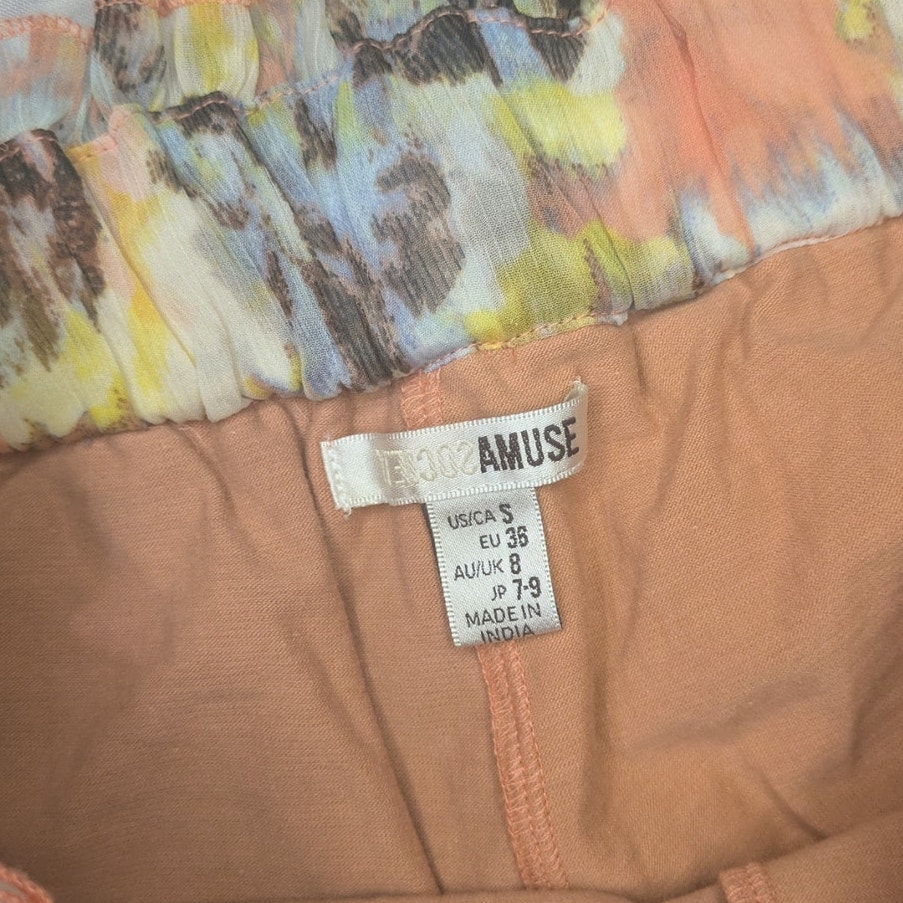 SOCIETY AMUSE
US/CA S
EU 36
AU/UK 8
JP 7-9
MADE IN
INDIA